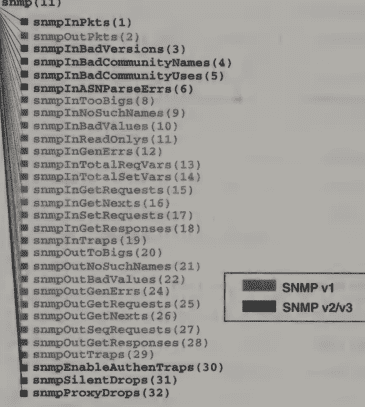 snmp(11)
snmpInPkts(1)
snmpOutPkts(2)
snmpInBadVersions(3)
snmpInBadCommunityNames(4)
snmpInBadCommunityUses(5)
snmpInASNParseErrs(6)
snmpInTooBigs(8)
snmpInNoSuchNames(9)
snmpInBadValues(10)
snmpInReadOnlys(11)
snmpInGenErrs(12)
snmpInTotalReqVars(13)
snmpInTotalSetVars(14)
snmpInGetRequests(15)
snmpInGetNexts(16)
snmpInSetRequests(17)
snmpInGetResponses(18)
snmpInTraps(19)
snmpOutToBigs(20)
snmpOutNoSuchNames(21)
snmpOutBadValues(22)
snmpOutGenErrs(24)
snmpOutGetRequests(25)
snmpOutGetNexts(26)
snmpOutSeqRequests(27)
snmpOutGetResponses(28)
snmpOutTraps(29)
snmpEnableAuthenTraps(30)
snmpSilentDrops(31)
snmpProxyDrops(32)
SNMP v1
SNMP v2/v3